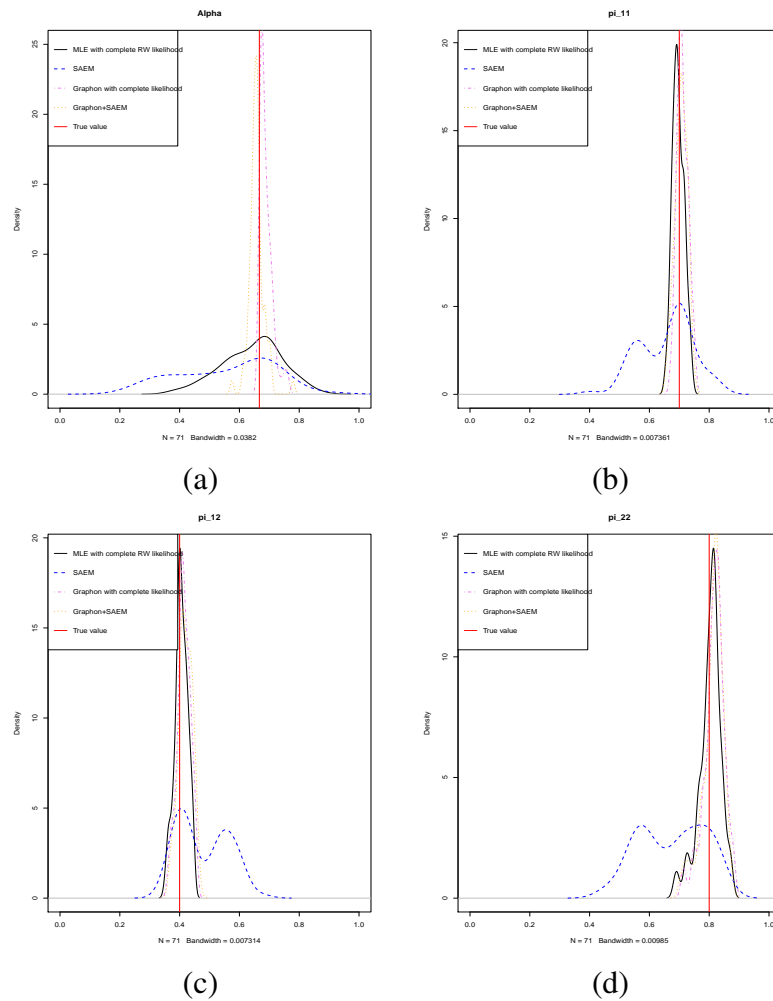 Alpha
MLE with complete RW likelihood
SAEM
Graphon with complete likelihood
Graphon+SAEM
True value
Density
0 5 10 15 20 25
0.0 0.2 0.4 0.6 0.8 1.0
N = 71 Bandwidth = 0.0382
(a)
pi_11
MLE with complete RW likelihood
SAEM
Graphon with complete likelihood
Graphon+SAEM
True value
Density
0 5 10 15 20
0.0 0.2 0.4 0.6 0.8 1.0
N = 71 Bandwidth = 0.007361
(b)
pi_12
MLE with complete RW likelihood
SAEM
Graphon with complete likelihood
Graphon+SAEM
True value
Density
0 5 10 15 20
0.0 0.2 0.4 0.6 0.8 1.0
N = 71 Bandwidth = 0.007314
(c)
pi_22
MLE with complete RW likelihood
SAEM
Graphon with complete likelihood
Graphon+SAEM
True value
Density
0 5 10 15
0.0 0.2 0.4 0.6 0.8 1.0
N = 71 Bandwidth = 0.00985
(d)